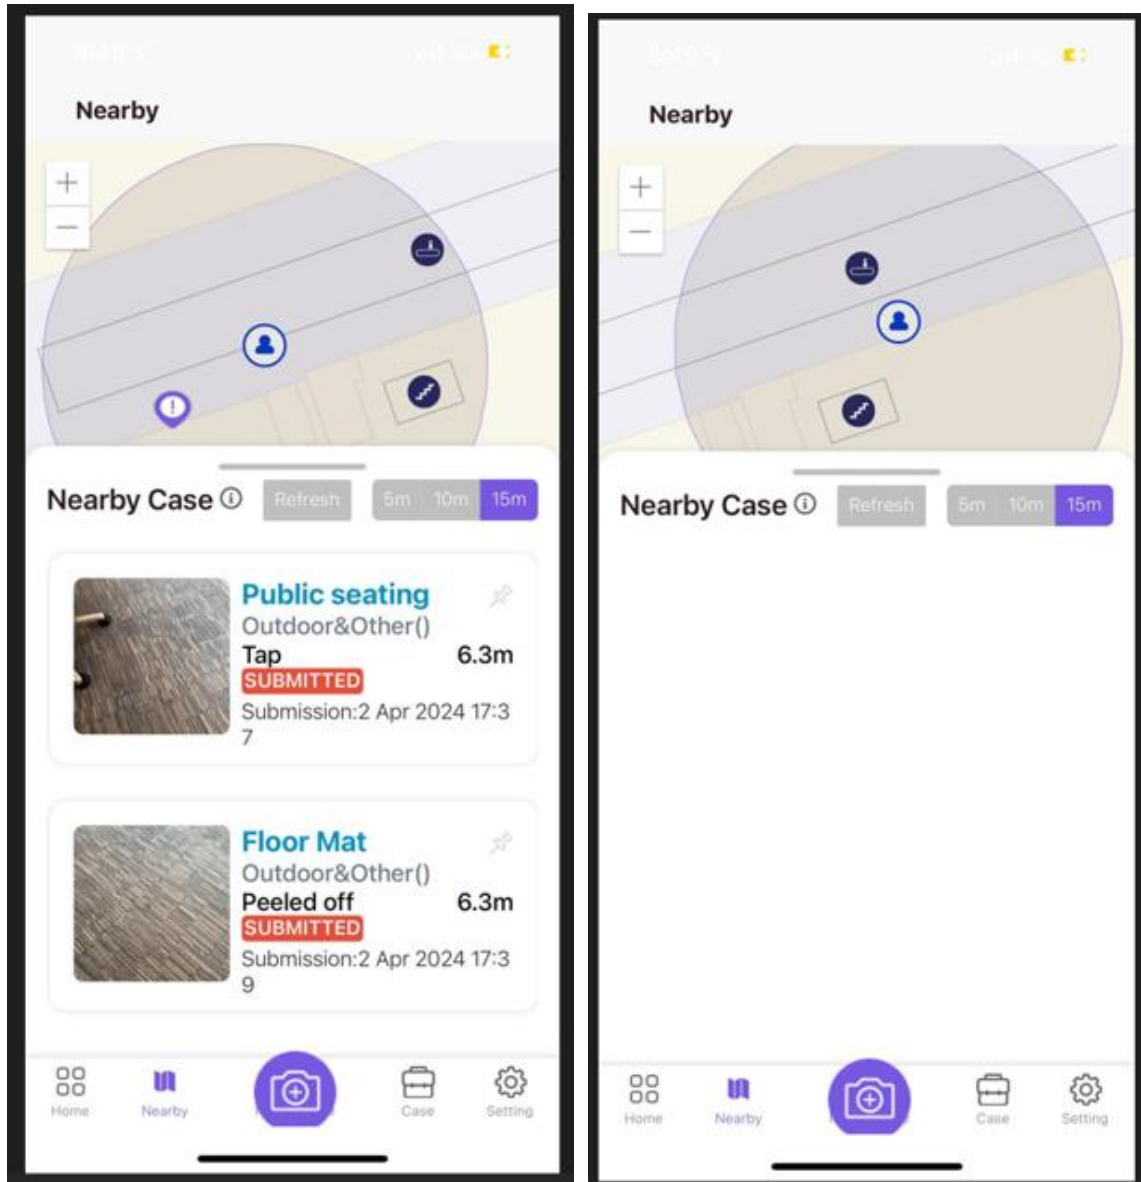 Nearby
+
−
Nearby Case
Refresh
5m 10m 15m
Public seating
Outdoor&Other()
Tap 6.3m
SUBMITTED
Submission:2 Apr 2024 17:3
7
Floor Mat
Outdoor&Other()
Peeled off 6.3m
SUBMITTED
Submission:2 Apr 2024 17:3
9
Home Nearby Case Setting
Nearby
+
−
Nearby Case
Refresh
5m 10m 15m
Home Nearby Case Setting